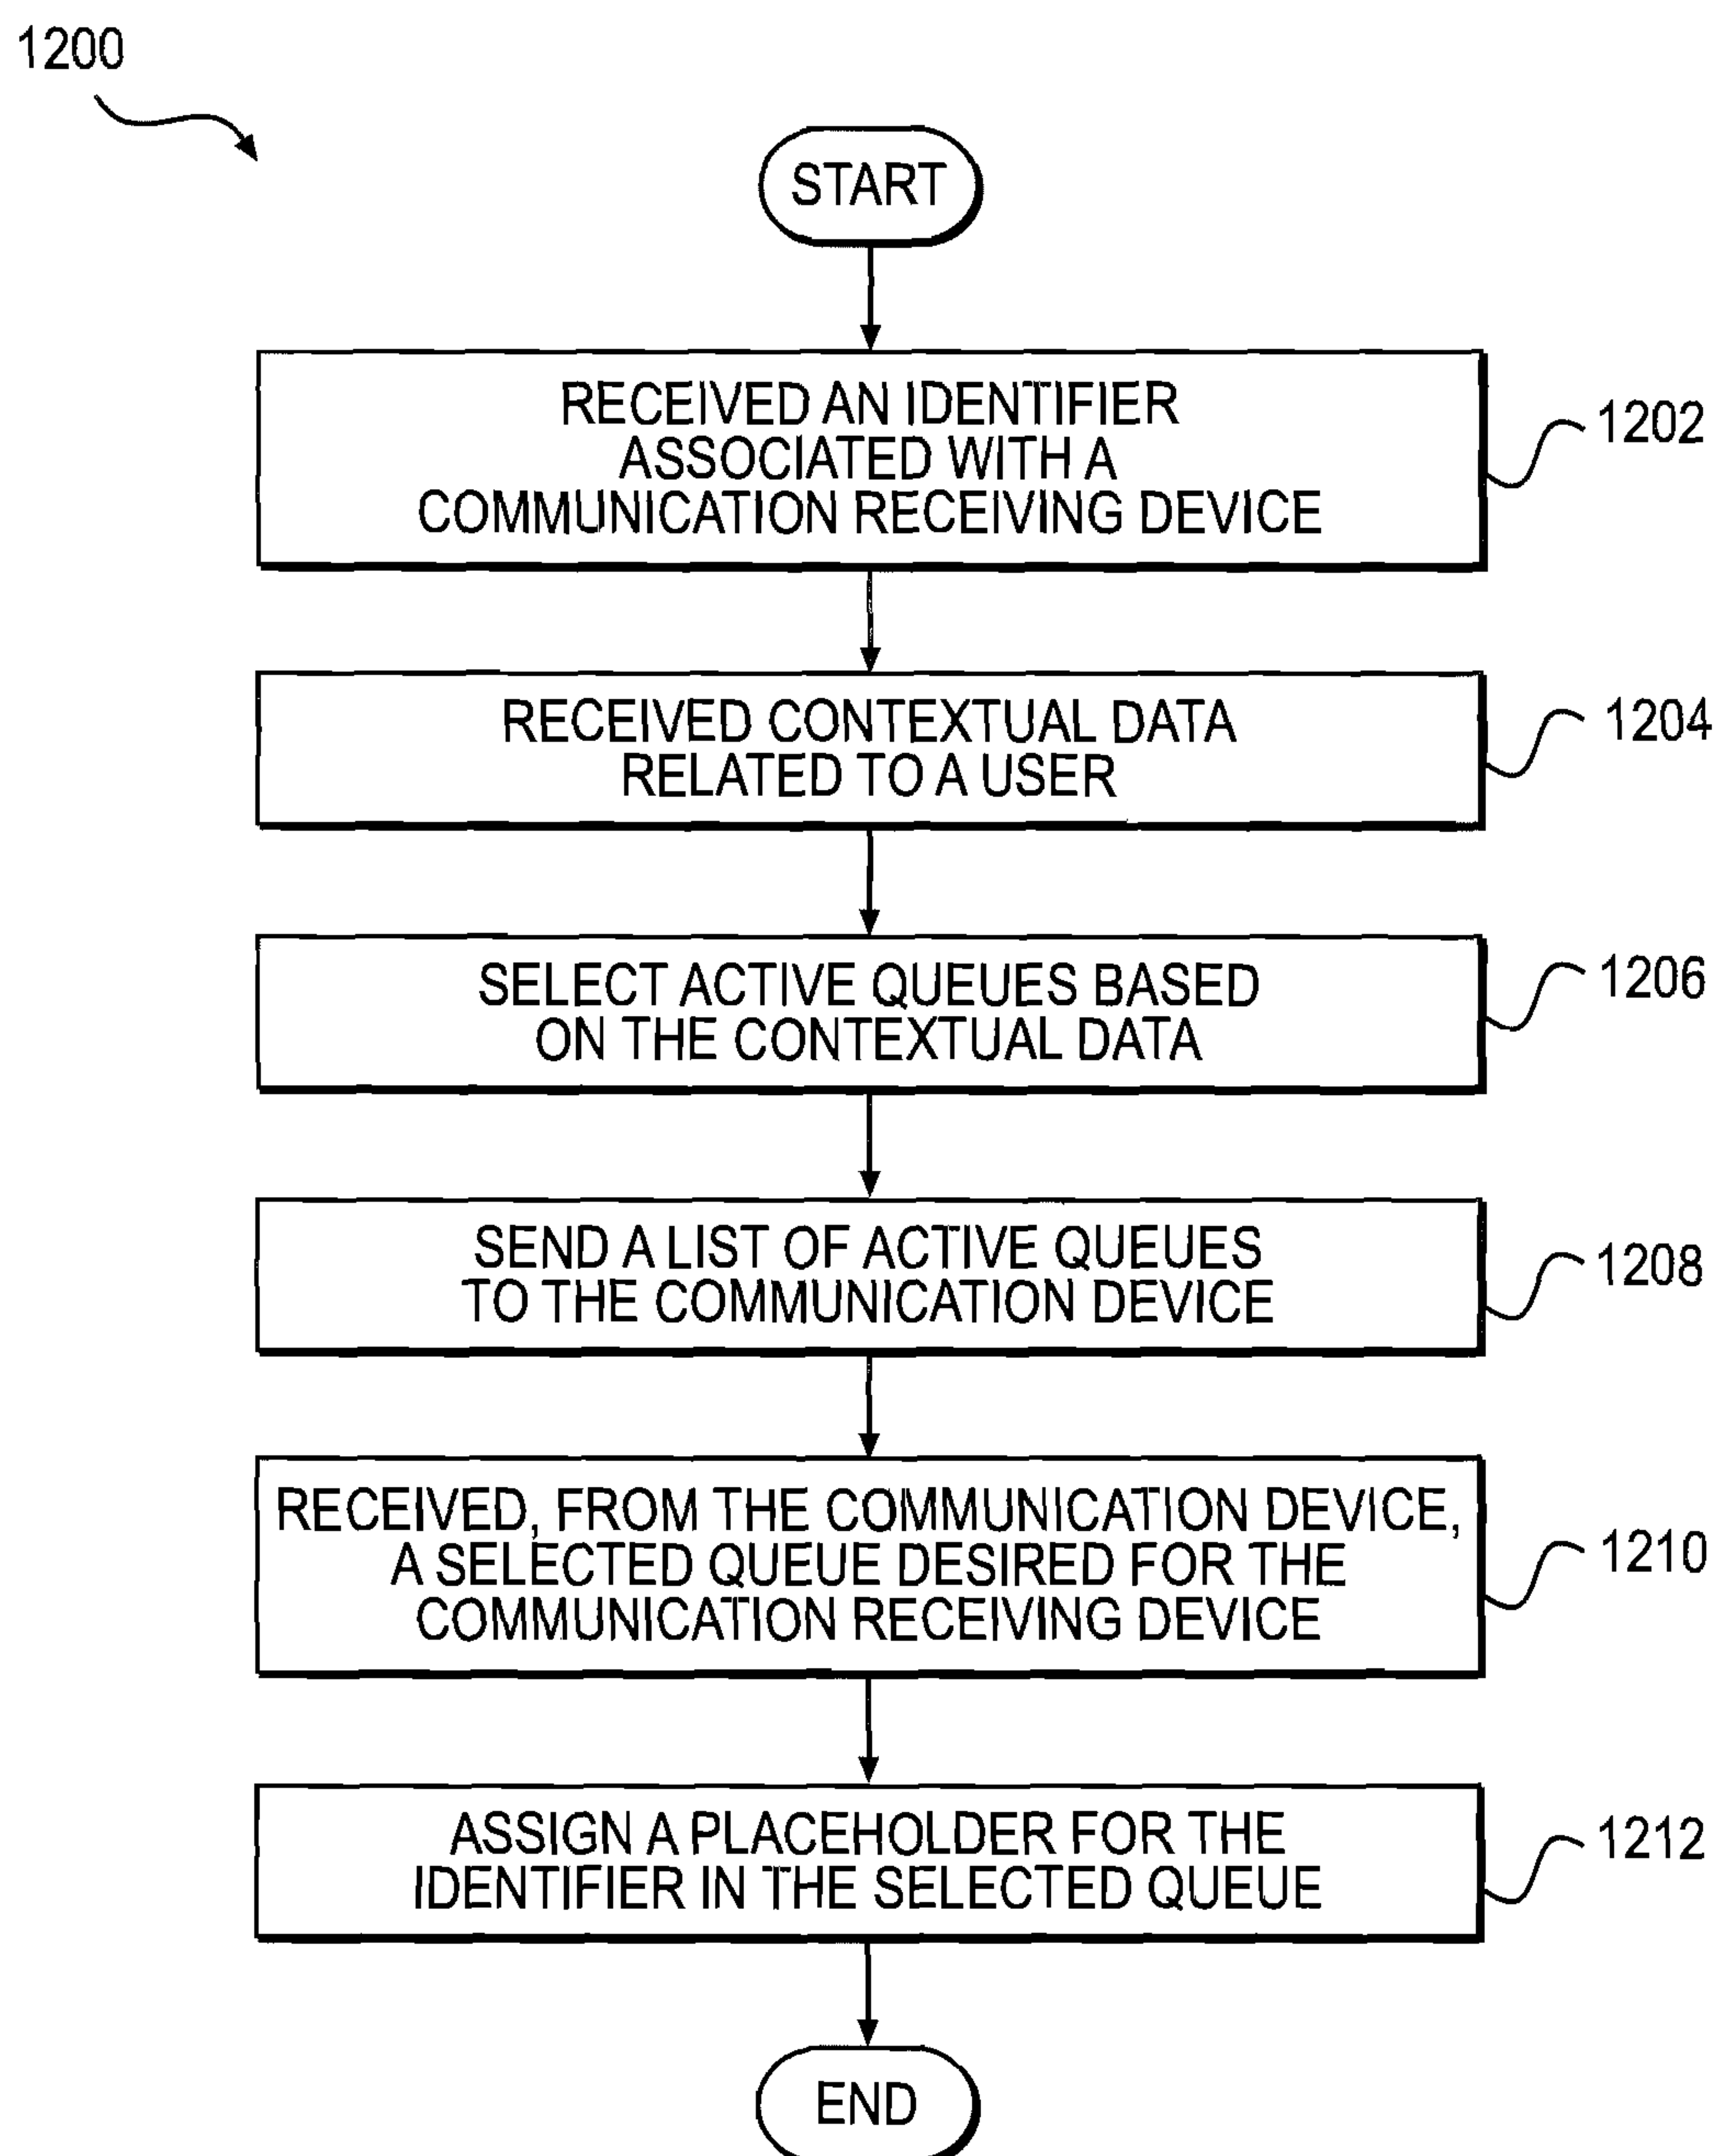 1200
START
RECEIVED AN IDENTIFIER
ASSOCIATED WITH A
COMMUNICATION RECEIVING DEVICE
1202
RECEIVED CONTEXTUAL DATA
RELATED TO A USER
1204
SELECT ACTIVE QUEUES BASED
ON THE CONTEXTUAL DATA
1206
SEND A LIST OF ACTIVE QUEUES
TO THE COMMUNICATION DEVICE
1208
RECEIVED, FROM THE COMMUNICATION DEVICE,
A SELECTED QUEUE DESIRED FOR THE
COMMUNICATION RECEIVING DEVICE
1210
ASSIGN A PLACEHOLDER FOR THE
IDENTIFIER IN THE SELECTED QUEUE
1212
END